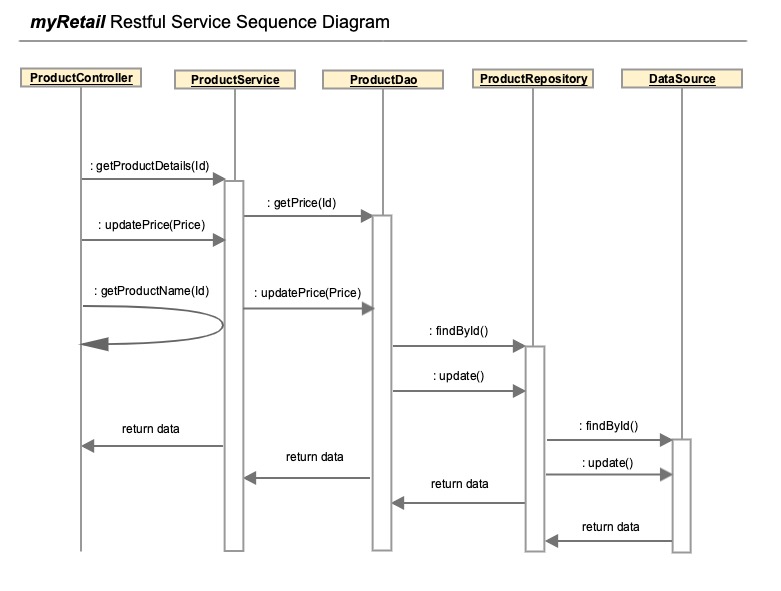 myRetail Restful Service Sequence Diagram
ProductController
ProductService
ProductDao
ProductRepository
DataSource
: getProductDetails(Id)
: getPrice(Id)
: updatePrice(Price)
: getProductName(Id)
: updatePrice(Price)
: findById()
: update()
: findById()
return data
return data
: update()
return data
return data